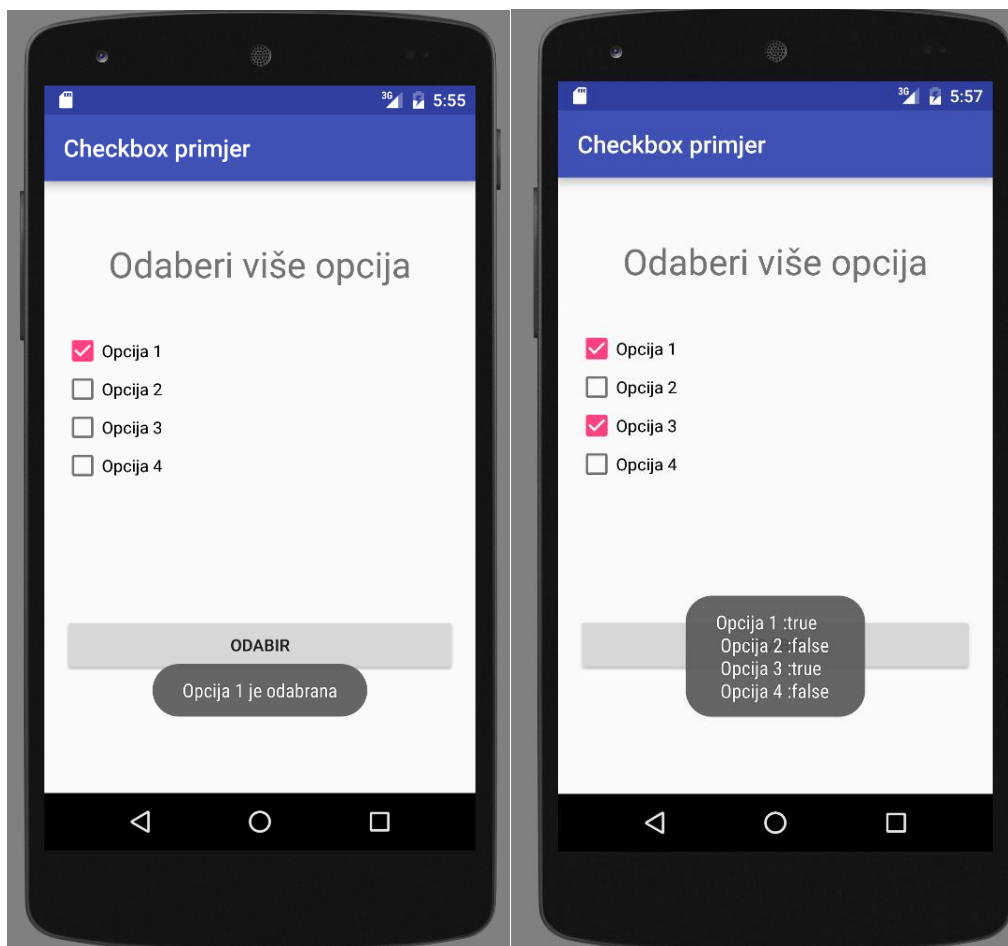 3G 5:55
Checkbox primjer
Odaberi više opcija
Opcija 1
Opcija 2
Opcija 3
Opcija 4
ODABIR
Opcija 1 je odabrana
3G 5:57
Checkbox primjer
Odaberi više opcija
Opcija 1
Opcija 2
Opcija 3
Opcija 4
Opcija 1 :true
Opcija 2 :false
Opcija 3 :true
Opcija 4 :false